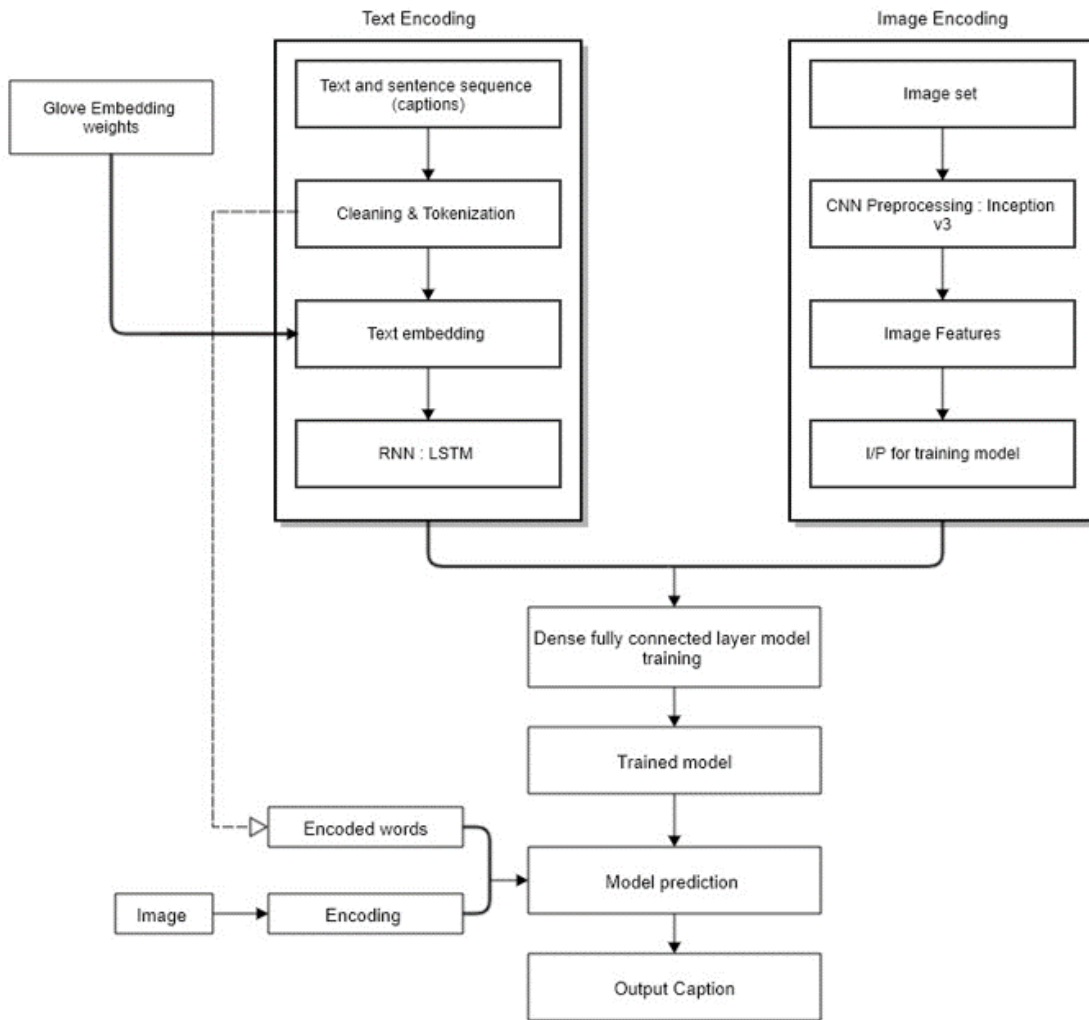 Text Encoding
Image Encoding
Glove Embedding
weights
Text and sentence sequence
(captions)
Cleaning & Tokenization
Text embedding
RNN : LSTM
Image set
CNN Preprocessing : Inception
v3
Image Features
I/P for training model
Dense fully connected layer model
training
Trained model
Encoded words
Image
Encoding
Model prediction
Output Caption